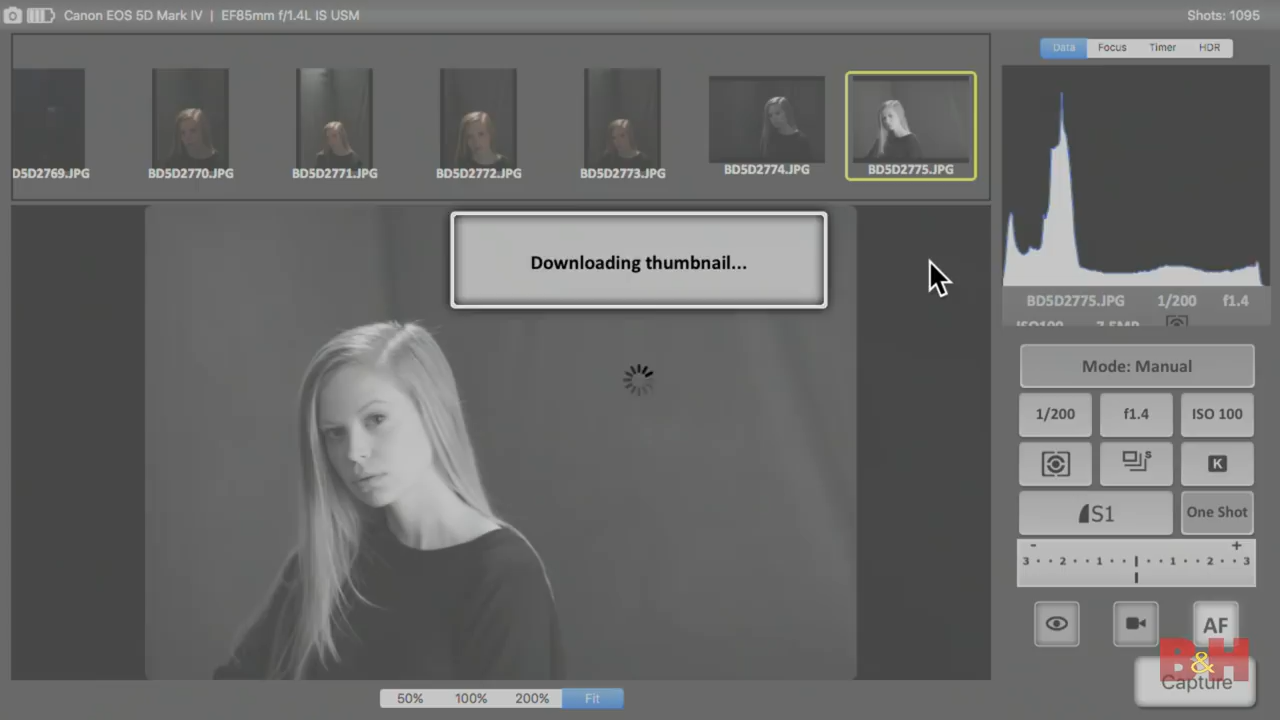 Canon EOS 5D Mark IV | EF85mm f/1.4L IS USM
Shots: 1095
Data Focus Timer HDR
D5D2769.JPG BD5D2770.JPG BD5D2771.JPG BD5D2772.JPG BD5D2773.JPG BD5D2774.JPG BD5D2775.JPG
Downloading thumbnail...
BD5D2775.JPG 1/200 f1.4
ISO100 7.5MP
Mode: Manual
1/200 f1.4 ISO 100
S K
S1 One Shot
- +
3 · · 2 · · 1 · · | · · 1 · · 2 · · 3
AF
B&H
Capture
50% 100% 200% Fit